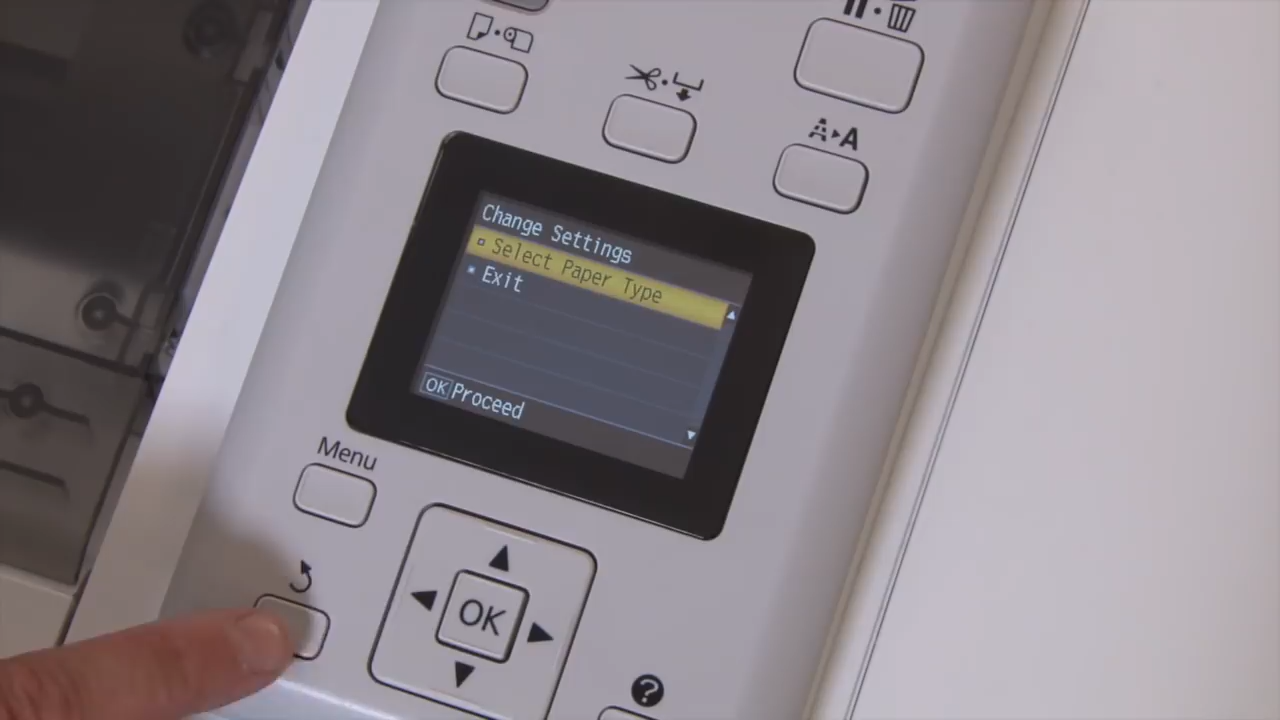 A▸A
Change Settings
Select Paper Type
Exit
OK Proceed
Menu
OK
?